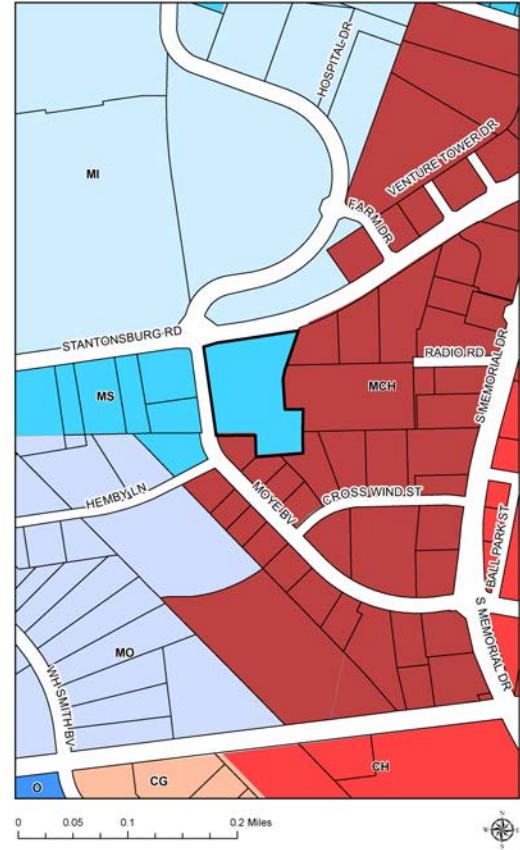 HOSPITAL DR
VENTURE TOWER DR
MI
FARM DR
STANTONSBURG RD
RADIO RD
S MEMORIAL DR
MCH
MS
HEMBY LN
MOYE BV
CROSS WIND ST
BALL PARK ST
S MEMORIAL DR
MO
WH SMITH BV
CH
CG
O
0 0.05 0.1 0.2 Miles
N
W E
S